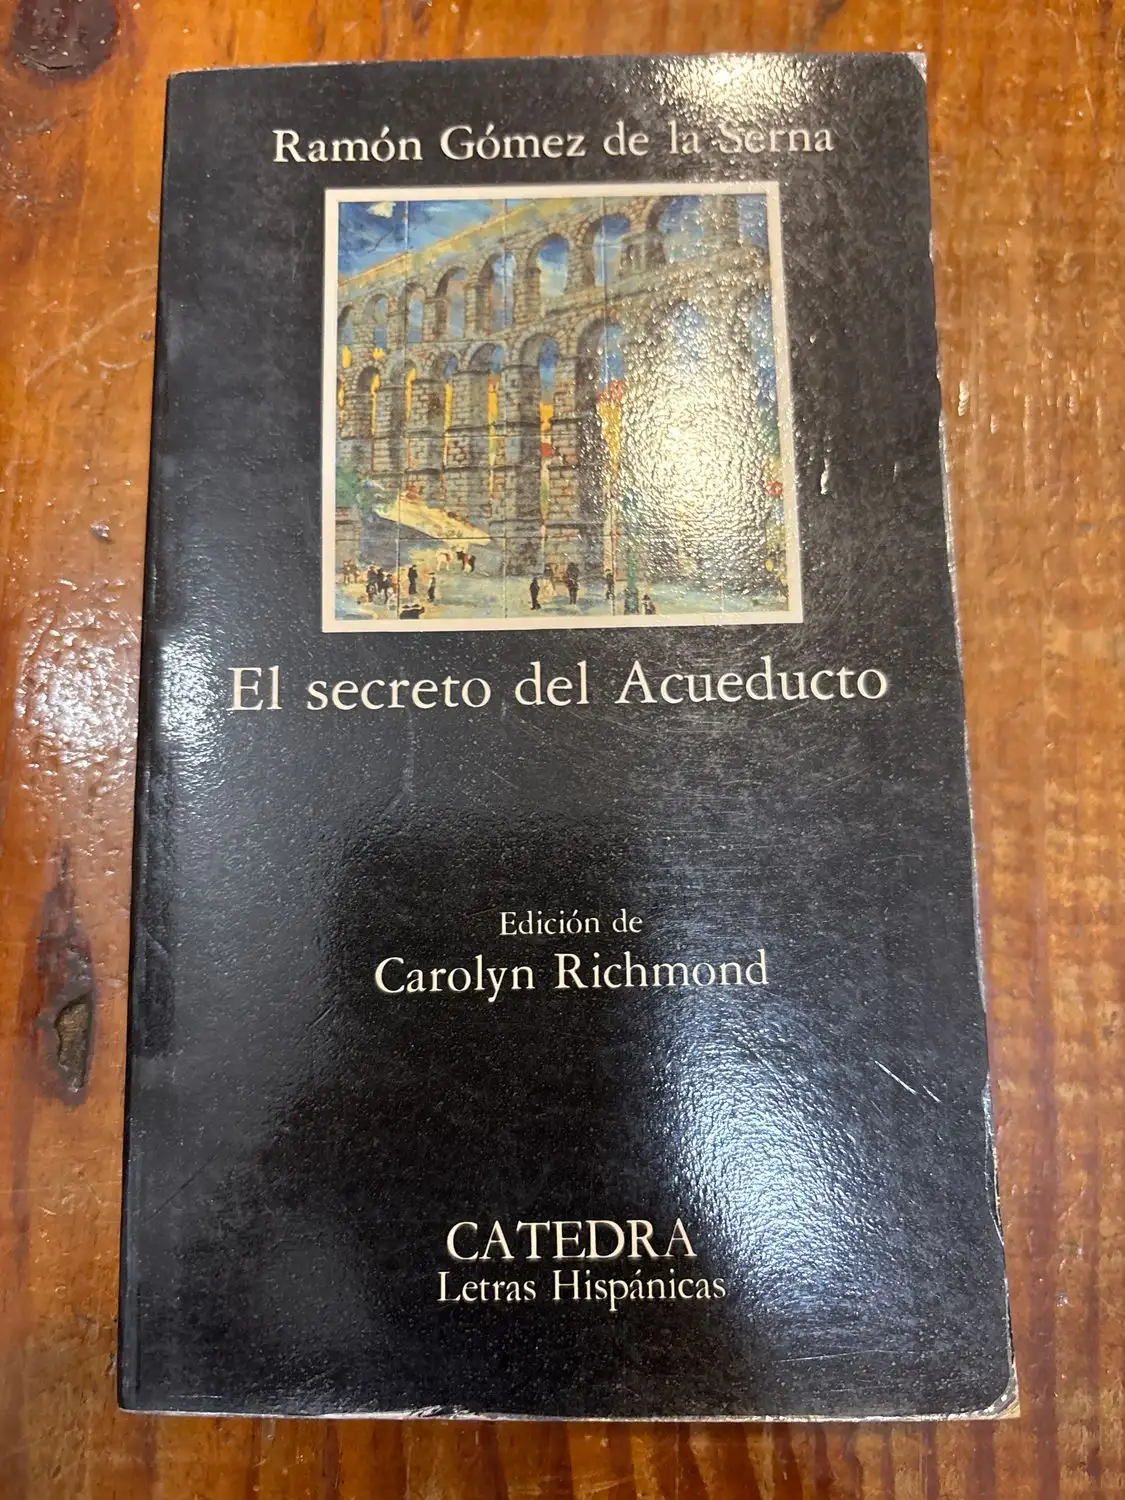 Ramón Gómez de la Serna
El secreto del Acueducto
Edición de
Carolyn Richmond
CATEDRA
Letras Hispánicas